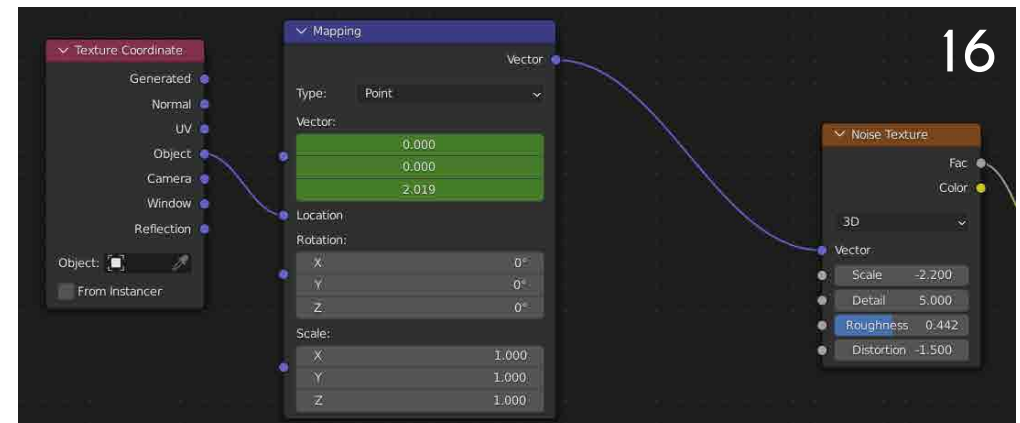 16
Texture Coordinate
Generated
Normal
UV
Object
Camera
Window
Reflection
Object:
From Instancer
Mapping
Vector
Type: Point
Vector:
0.000
0.000
2.019
Location
Rotation:
X 0°
Y 0°
Z 0°
Scale:
X 1.000
Y 1.000
Z 1.000
Noise Texture
Fac
Color
3D
Vector
Scale -2.200
Detail 5.000
Roughness 0.442
Distortion -1.500